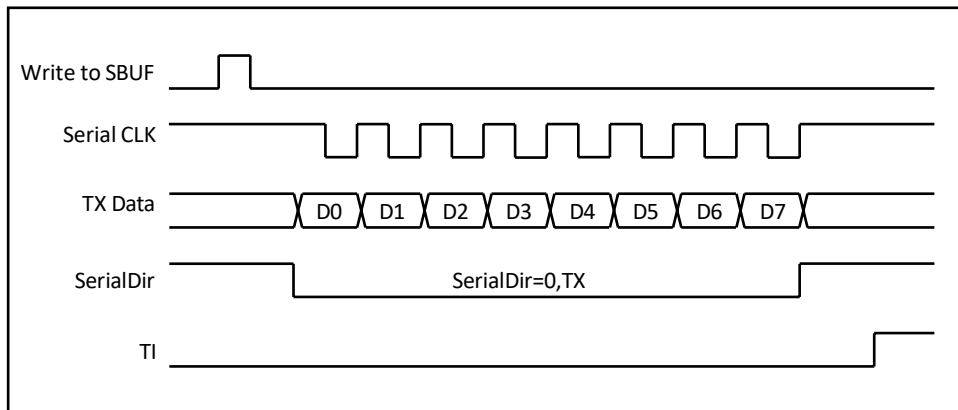 Write to SBUF
Serial CLK
TX Data
D0 D1 D2 D3 D4 D5 D6 D7
SerialDir
SerialDir=0,TX
TI